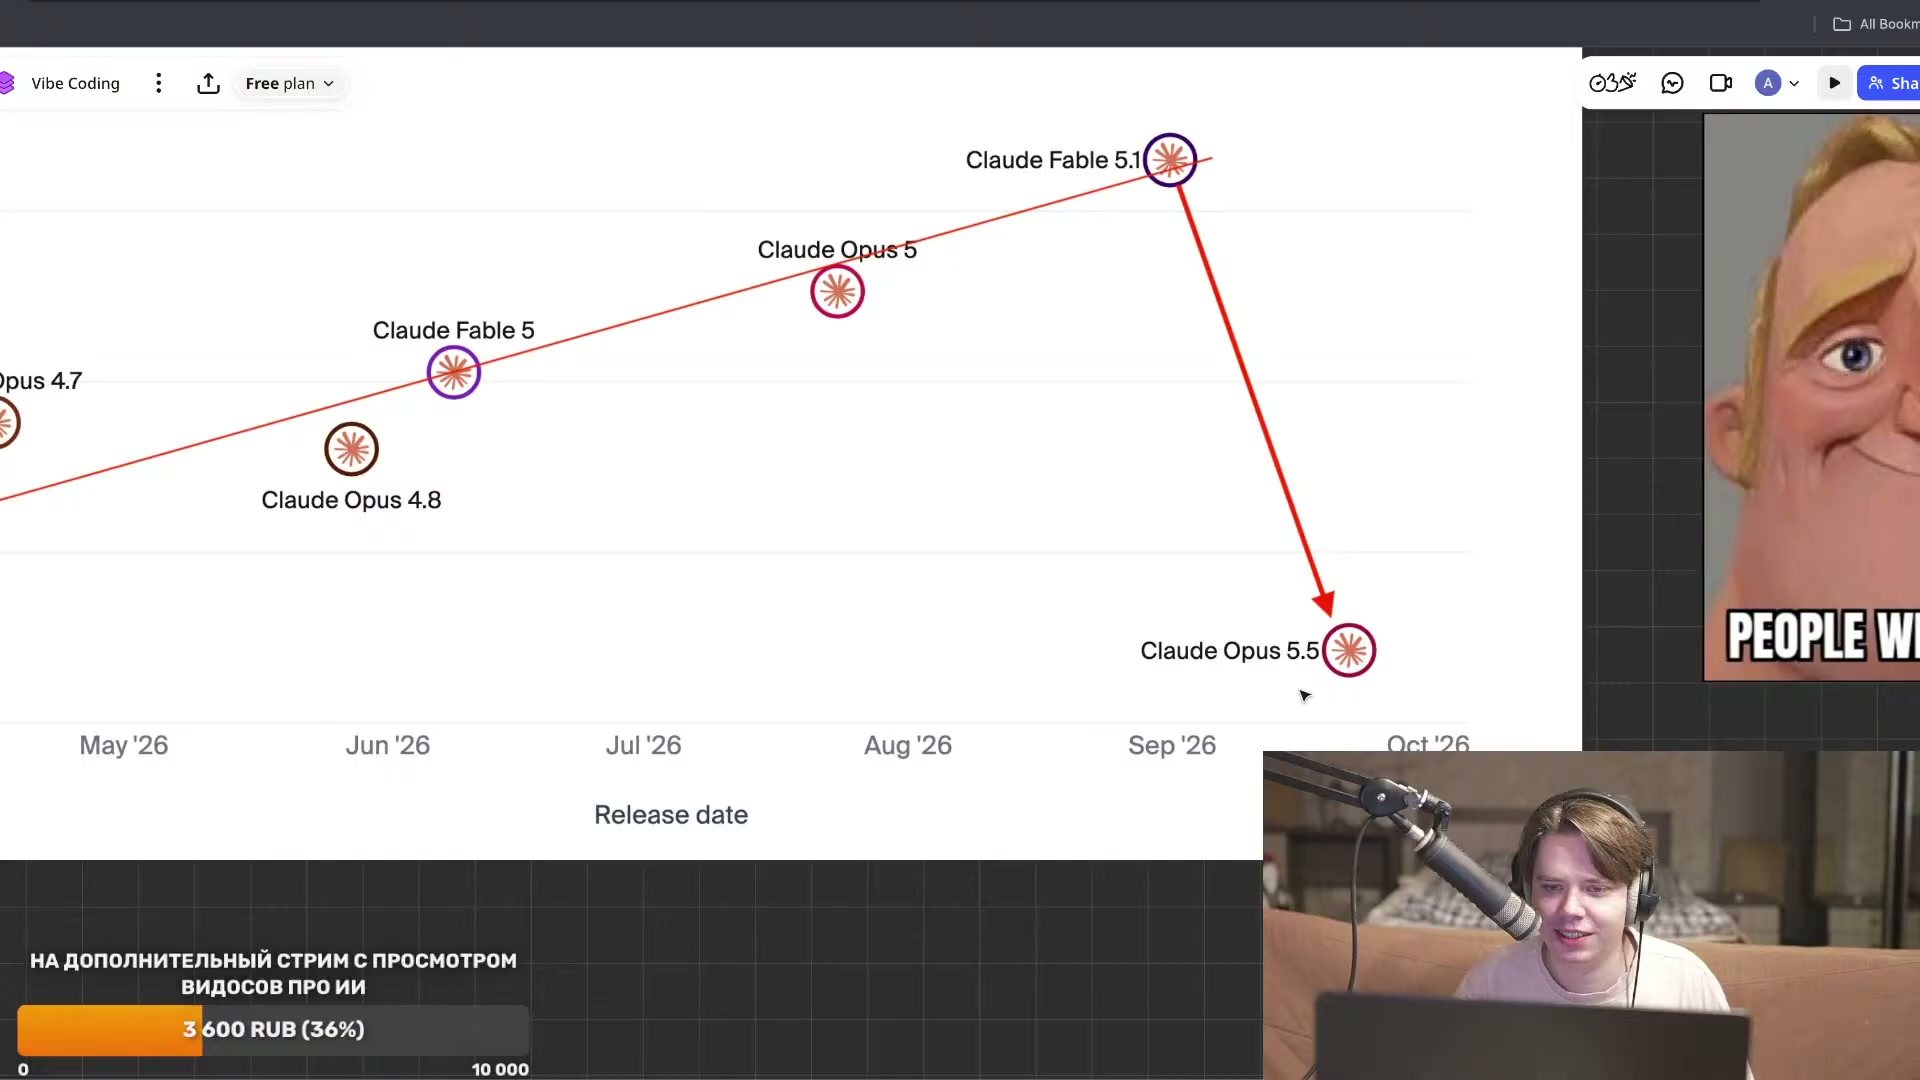 All Bookm
Vibe Coding
Free plan
A
Sha
Claude Fable 5.1
Claude Opus 5
Claude Fable 5
Opus 4.7
Claude Opus 4.8
Claude Opus 5.5
PEOPLE W
May '26
Jun '26
Jul '26
Aug '26
Sep '26
Oct '26
Release date
НА ДОПОЛНИТЕЛЬНЫЙ СТРИМ С ПРОСМОТРОМ
ВИДОСОВ ПРО ИИ
3 600 RUB (36%)
0
10 000